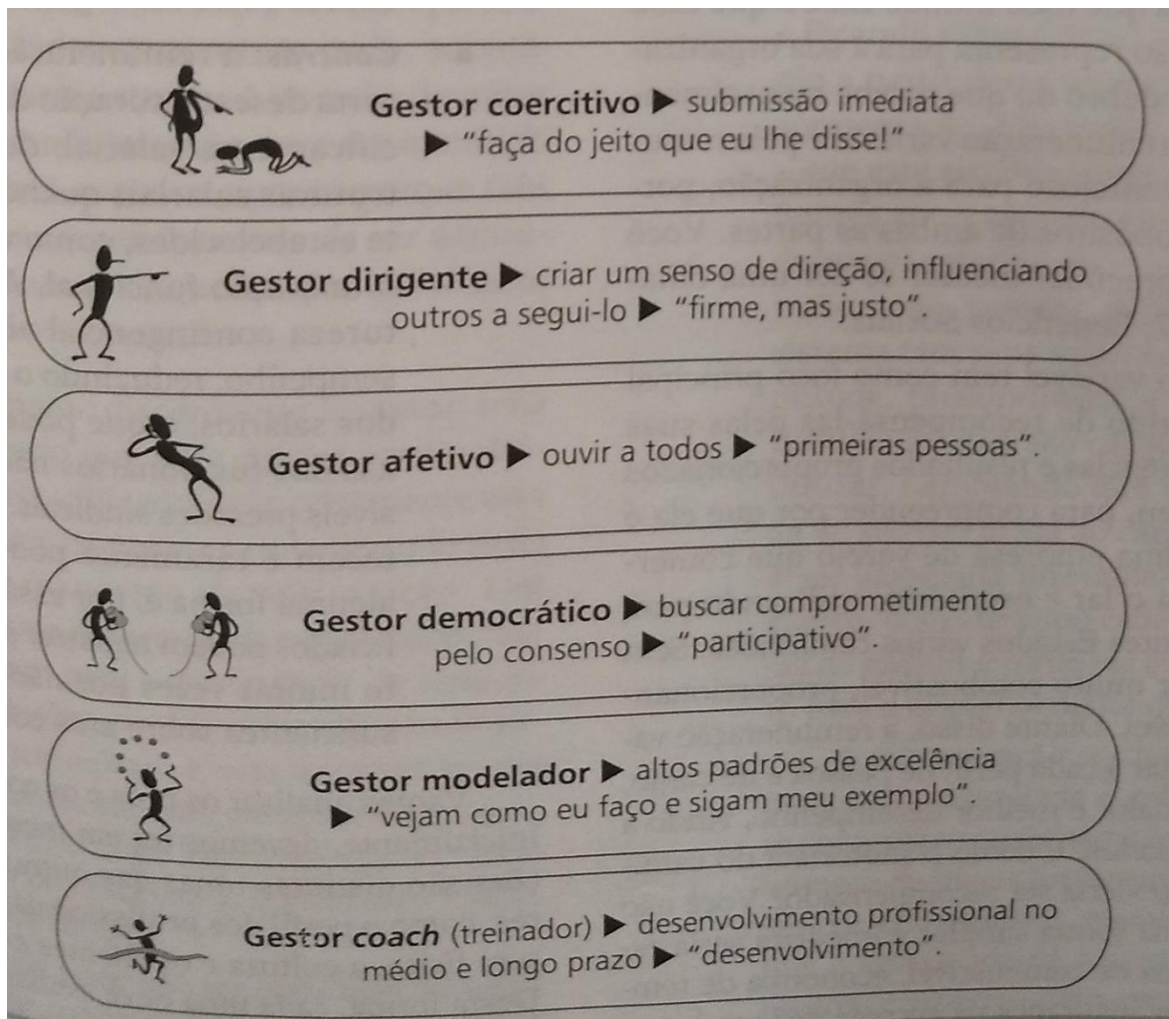 Gestor coercitivo ▶ submissão imediata
▶ “faça do jeito que eu lhe disse!”
Gestor dirigente ▶ criar um senso de direção, influenciando
outros a segui-lo ▶ “firme, mas justo”.
Gestor afetivo ▶ ouvir a todos ▶ “primeiras pessoas”.
Gestor democrático ▶ buscar comprometimento
pelo consenso ▶ “participativo”.
Gestor modelador ▶ altos padrões de excelência
▶ “vejam como eu faço e sigam meu exemplo”.
Gestor coach (treinador) ▶ desenvolvimento profissional no
médio e longo prazo ▶ “desenvolvimento”.